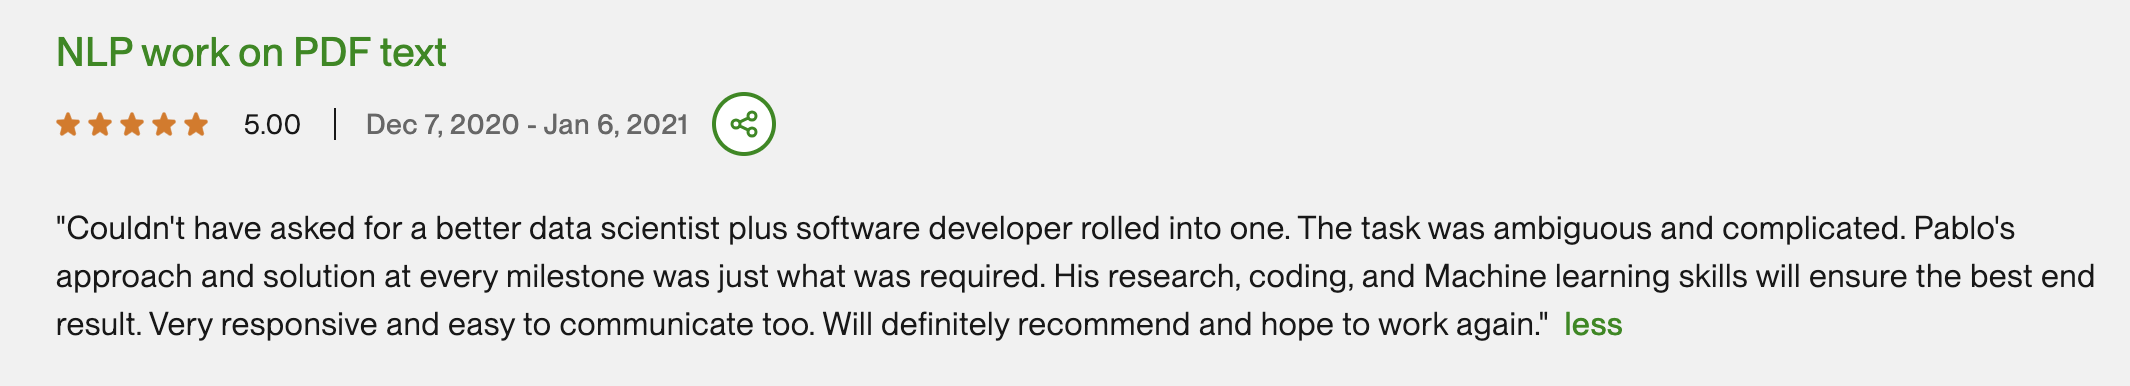 NLP work on PDF text
5.00 | Dec 7, 2020 - Jan 6, 2021
"Couldn't have asked for a better data scientist plus software developer rolled into one. The task was ambiguous and complicated. Pablo's
approach and solution at every milestone was just what was required. His research, coding, and Machine learning skills will ensure the best end
result. Very responsive and easy to communicate too. Will definitely recommend and hope to work again." less